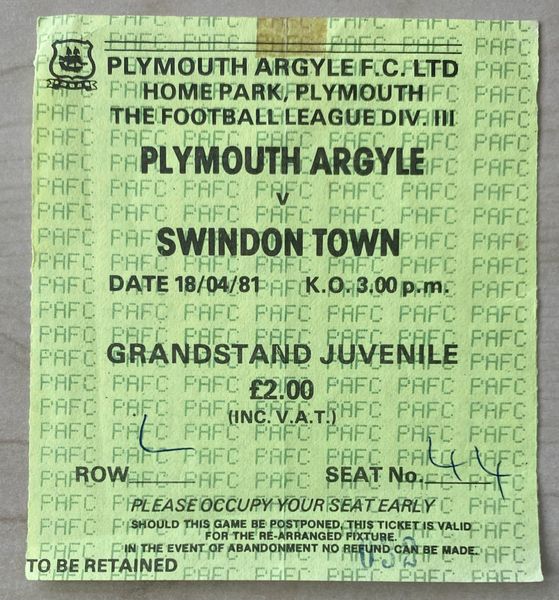 PLYMOUTH ARGYLE F.C. LTD
HOME PARK, PLYMOUTH
THE FOOTBALL LEAGUE DIV. III
PLYMOUTH ARGYLE
v
SWINDON TOWN
DATE 18/04/81 K.O. 3.00 p.m.
GRANDSTAND JUVENILE
£2.00
(INC. V.A.T.)
ROW L SEAT No. 44
PLEASE OCCUPY YOUR SEAT EARLY
SHOULD THIS GAME BE POSTPONED, THIS TICKET IS VALID
FOR THE RE-ARRANGED FIXTURE.
IN THE EVENT OF ABANDONMENT NO REFUND CAN BE MADE.
TO BE RETAINED